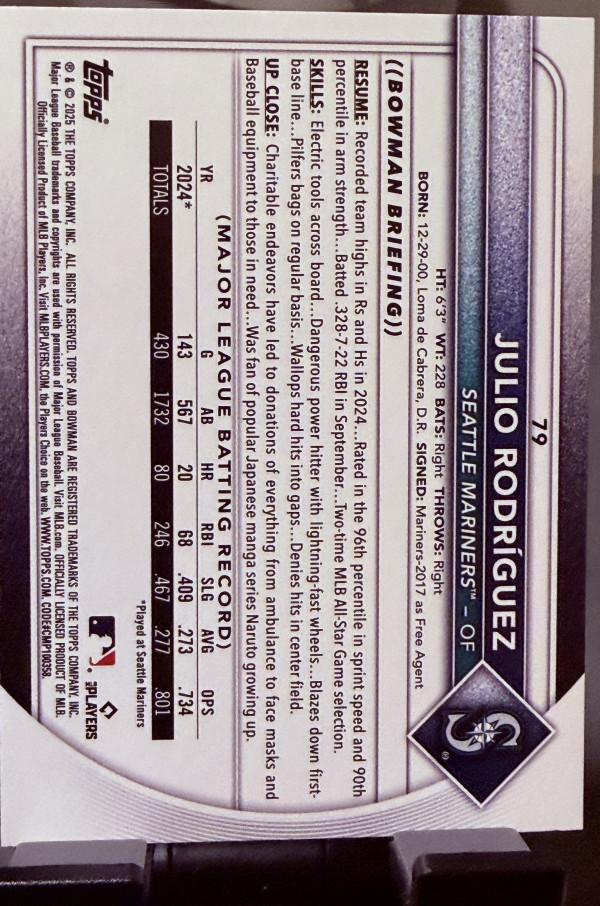 79
JULIO RODRÍGUEZ
SEATTLE MARINERS™ – OF
HT: 6'3" WT: 228 BATS: Right THROWS: Right
BORN: 12-29-00, Loma de Cabrera, D.R. SIGNED: Mariners-2017 as Free Agent
((BOWMAN BRIEFING))
RESUME: Recorded team highs in Rs and Hs in 2024...Rated in the 96th percentile in sprint speed and 90th
percentile in arm strength...Batted .328-7-22 RBI in September...Two-time MLB All-Star Game selection.
SKILLS: Electric tools across board...Dangerous power hitter with lightning-fast wheels...Blazes down first-
base line...Pilfers bags on regular basis...Wallops hard hits into gaps...Denies hits in center field.
UP CLOSE: Charitable endeavors have led to donations of everything from ambulance to face masks and
Baseball equipment to those in need...Was fan of popular Japanese manga series Naruto growing up.
(MAJOR LEAGUE BATTING RECORD)
YR G AB HR RBI SLG AVG OPS
2024* 143 567 20 68 .409 .273 .734
TOTALS 430 1732 80 246 .467 .277 .801
*Played at Seattle Mariners
topps®
MLB PLAYERS
® & © 2025 THE TOPPS COMPANY, INC. ALL RIGHTS RESERVED. TOPPS AND BOWMAN ARE REGISTERED TRADEMARKS OF THE TOPPS COMPANY, INC.
Major League Baseball trademarks and copyrights are used with permission of Major League Baseball. Visit MLB.com. OFFICIALLY LICENSED PRODUCT OF MLB
Officially Licensed Product of MLB Players, Inc. Visit MLBPLAYERS.COM, the Players Choice on the web. WWW.TOPPS.COM. CODE#CMP100358.